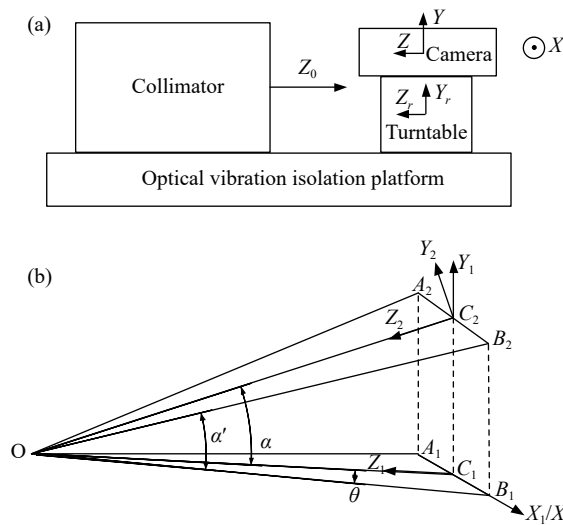 (a)
Y
Z
Camera
X
Z₀
Collimator
Yᵣ
Zᵣ
Turntable
Optical vibration isolation platform
(b)
Y₂
Y₁
A₂
C₂
Z₂
B₂
α′
α
O
A₁
Z₁
C₁
θ
B₁
X₁/X